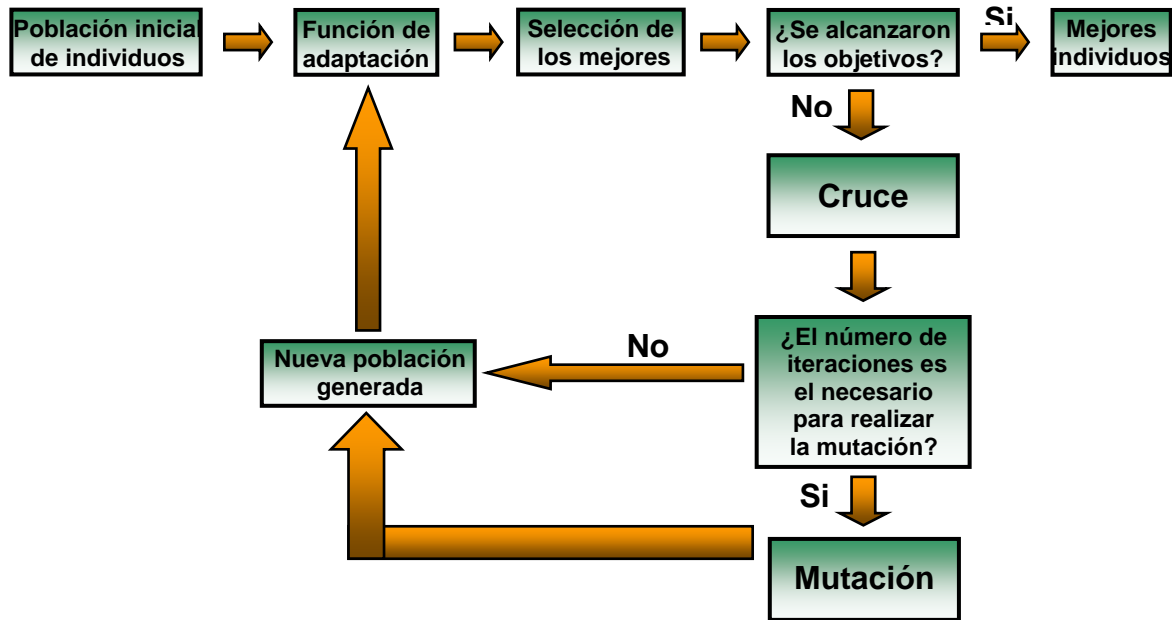 Población inicial
de individuos
Función de
adaptación
Selección de
los mejores
¿Se alcanzaron
los objetivos?
Si
Mejores
individuos
No
Cruce
¿El número de
iteraciones es
el necesario
para realizar
la mutación?
No
Nueva población
generada
Si
Mutación